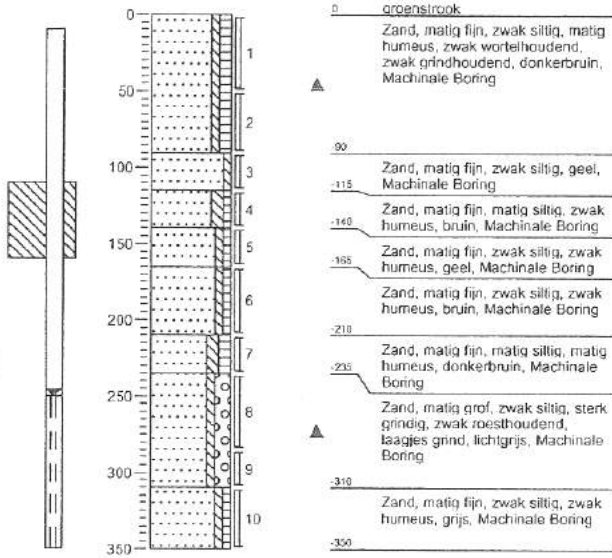 0
50
100
150
200
250
300
350
1
2
3
4
5
6
7
8
9
10
0 groenstrook
Zand, matig fijn, zwak siltig, matig
humeus, zwak wortelhoudend,
zwak grindhoudend, donkerbruin,
Machinale Boring
-90
Zand, matig fijn, zwak siltig, geel,
Machinale Boring
-115
Zand, matig fijn, matig siltig, zwak
humeus, bruin, Machinale Boring
-140
Zand, matig fijn, zwak siltig, zwak
humeus, geel, Machinale Boring
-165
Zand, matig fijn, zwak siltig, zwak
humeus, bruin, Machinale Boring
-210
Zand, matig fijn, matig siltig, matig
humeus, donkerbruin, Machinale
Boring
-235
Zand, matig grof, zwak siltig, sterk
grindig, zwak roesthoudend,
laagjes grind, lichtgrijs, Machinale
Boring
-310
Zand, matig fijn, zwak siltig, zwak
humeus, grijs, Machinale Boring
-350